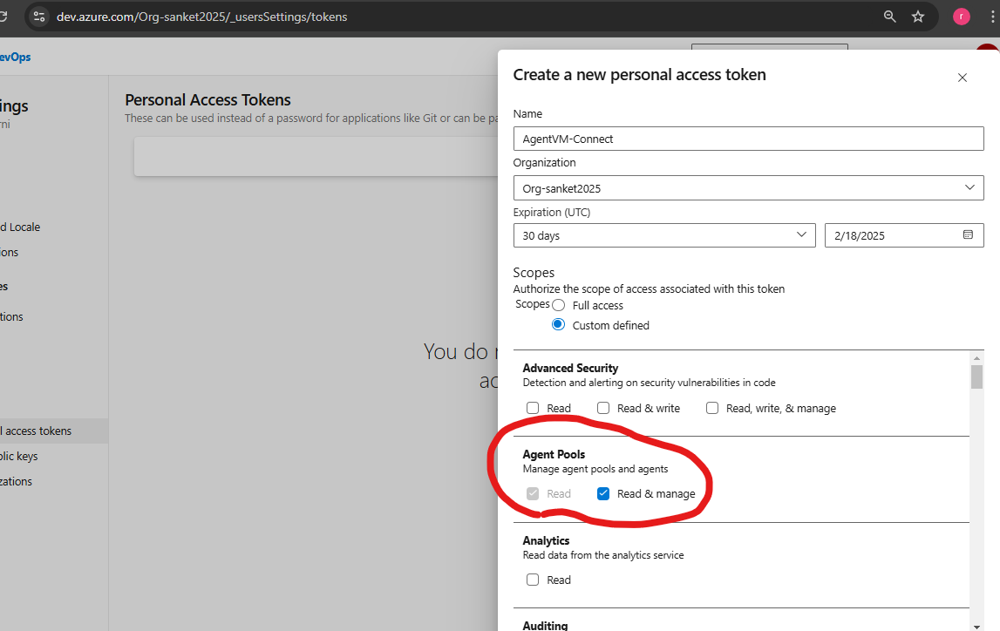 dev.azure.com/Org-sanket2025/_usersSettings/tokens
r
evOps
ings
rni
d Locale
ions
es
tions
l access tokens
olic keys
zations
Personal Access Tokens
These can be used instead of a password for applications like Git or can be pa
You do
ac
Create a new personal access token
Name
AgentVM-Connect
Organization
Org-sanket2025
Expiration (UTC)
30 days
2/18/2025
Scopes
Authorize the scope of access associated with this token
Scopes Full access
Custom defined
Advanced Security
Detection and alerting on security vulnerabilities in code
Read Read & write Read, write, & manage
Agent Pools
Manage agent pools and agents
Read Read & manage
Analytics
Read data from the analytics service
Read
Auditing